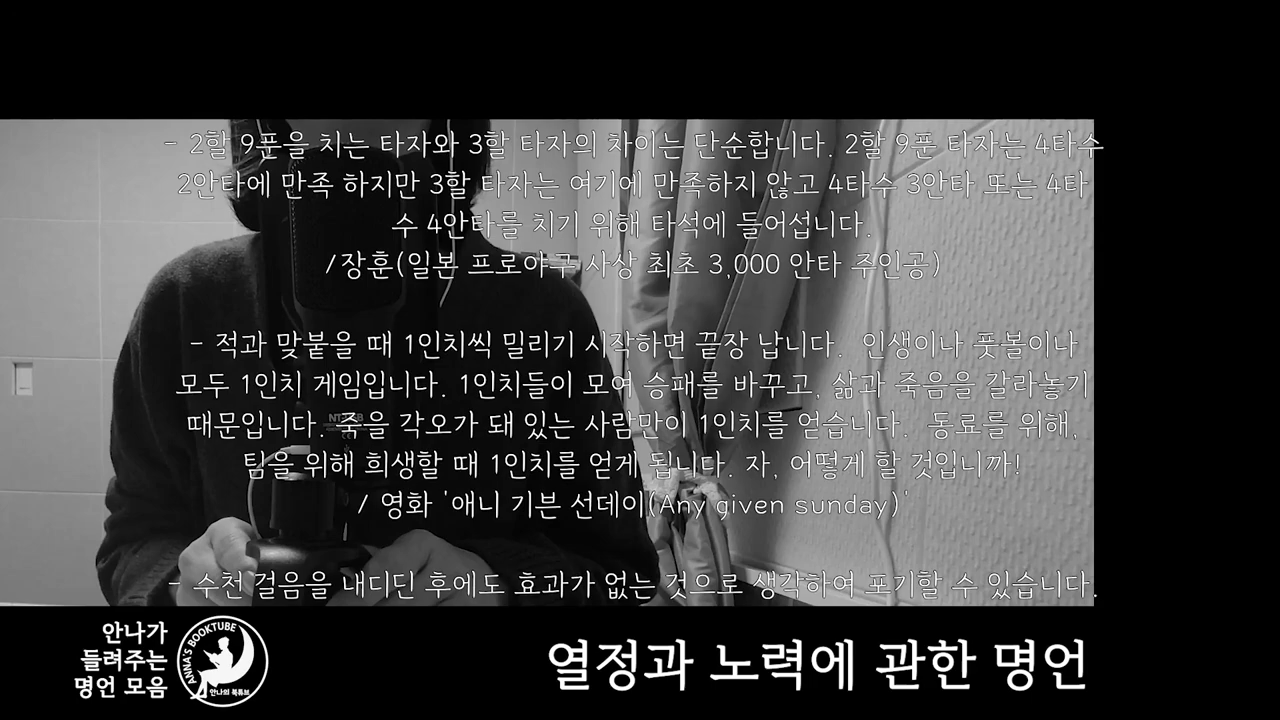 - 2할 9푼을 치는 타자와 3할 타자의 차이는 단순합니다. 2할 9푼 타자는 4타수
2안타에 만족 하지만 3할 타자는 여기에 만족하지 않고 4타수 3안타 또는 4타
수 4안타를 치기 위해 타석에 들어섭니다.
/장훈(일본 프로야구 사상 최초 3,000 안타 주인공)
- 적과 맞붙을 때 1인치씩 밀리기 시작하면 끝장 납니다. 인생이나 풋볼이나
모두 1인치 게임입니다. 1인치들이 모여 승패를 바꾸고, 삶과 죽음을 갈라놓기
때문입니다. 죽을 각오가 돼 있는 사람만이 1인치를 얻습니다. 동료를 위해,
팀을 위해 희생할 때 1인치를 얻게 됩니다. 자, 어떻게 할 것입니까!
/ 영화 '애니 기븐 선데이(Any given sunday)'
- 수천 걸음을 내디딘 후에도 효과가 없는 것으로 생각하여 포기할 수 있습니다.
안나가
들려주는
명언 모음
ANNA'S BOOKTUBE
안나의 북튜브
열정과 노력에 관한 명언